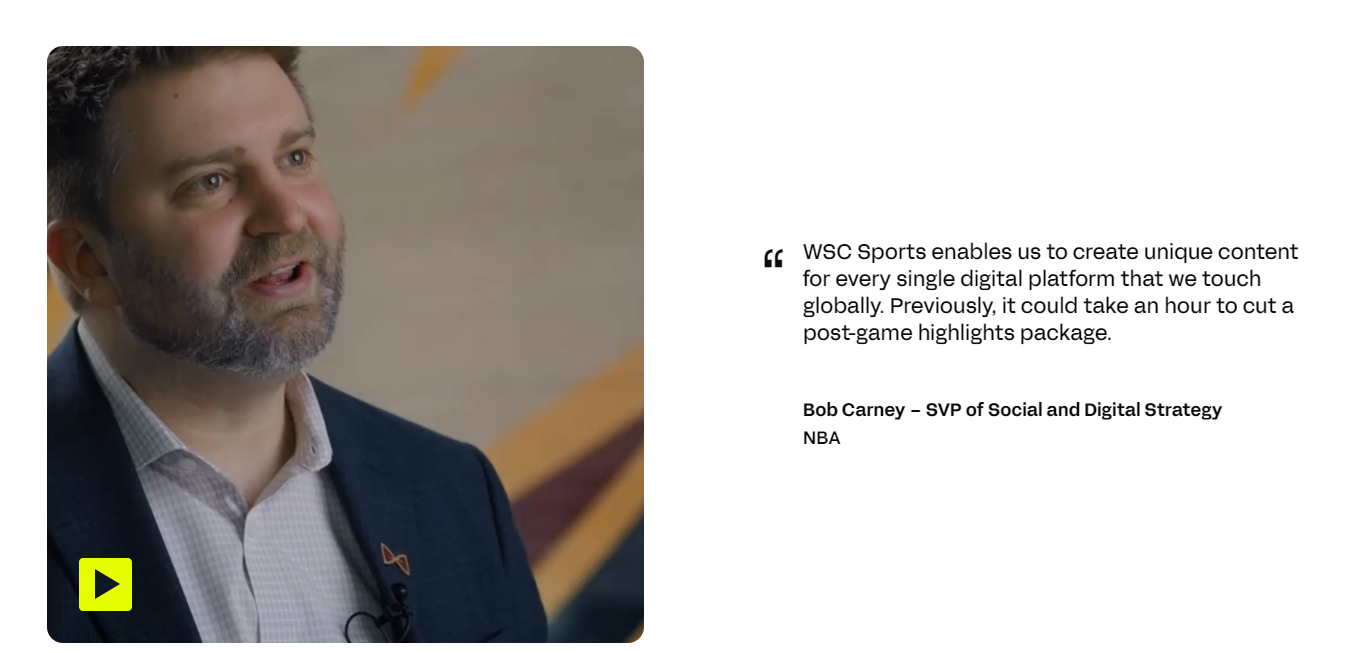 “ WSC Sports enables us to create unique content
for every single digital platform that we touch
globally. Previously, it could take an hour to cut a
post-game highlights package.
Bob Carney – SVP of Social and Digital Strategy
NBA